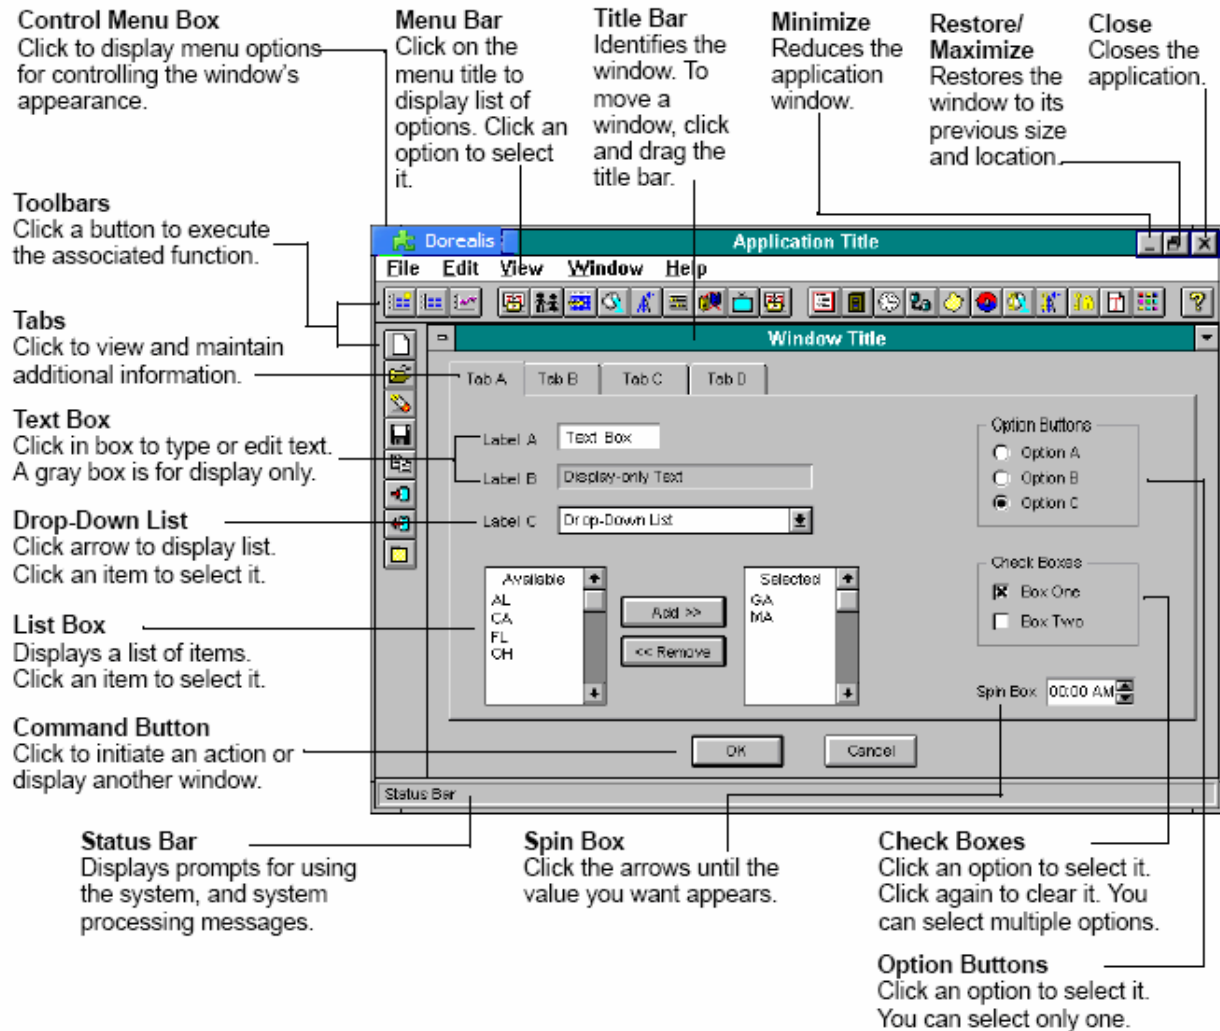 Control Menu Box
Click to display menu options
for controlling the window's
appearance.
Menu Bar
Click on the
menu title to
display list of
options. Click an
option to select
it.
Title Bar
Identifies the
window. To
move a
window, click
and drag the
title bar.
Minimize
Reduces the
application
window.
Restore/
Maximize
Restores the
window to its
previous size
and location.
Close
Closes the
application.
Toolbars
Click a button to execute
the associated function.
Tabs
Click to view and maintain
additional information.
Text Box
Click in box to type or edit text.
A gray box is for display only.
Drop-Down List
Click arrow to display list.
Click an item to select it.
List Box
Displays a list of items.
Click an item to select it.
Command Button
Click to initiate an action or
display another window.
Dorealis
Application Title
File Edit View Window Help
Window Title
Tab A Tab B Tab C Tab D
Label A Text Box
Label B Display-only Text
Label C Drop-Down List
Option Buttons
Option A
Option B
Option C
Available
AL
CA
FL
OH
Add >>
<< Remove
Selected
GA
MA
Check Boxes
Box One
Box Two
Spin Box 00:00 AM
OK Cancel
Status Bar
Status Bar
Displays prompts for using
the system, and system
processing messages.
Spin Box
Click the arrows until the
value you want appears.
Check Boxes
Click an option to select it.
Click again to clear it. You
can select multiple options.
Option Buttons
Click an option to select it.
You can select only one.